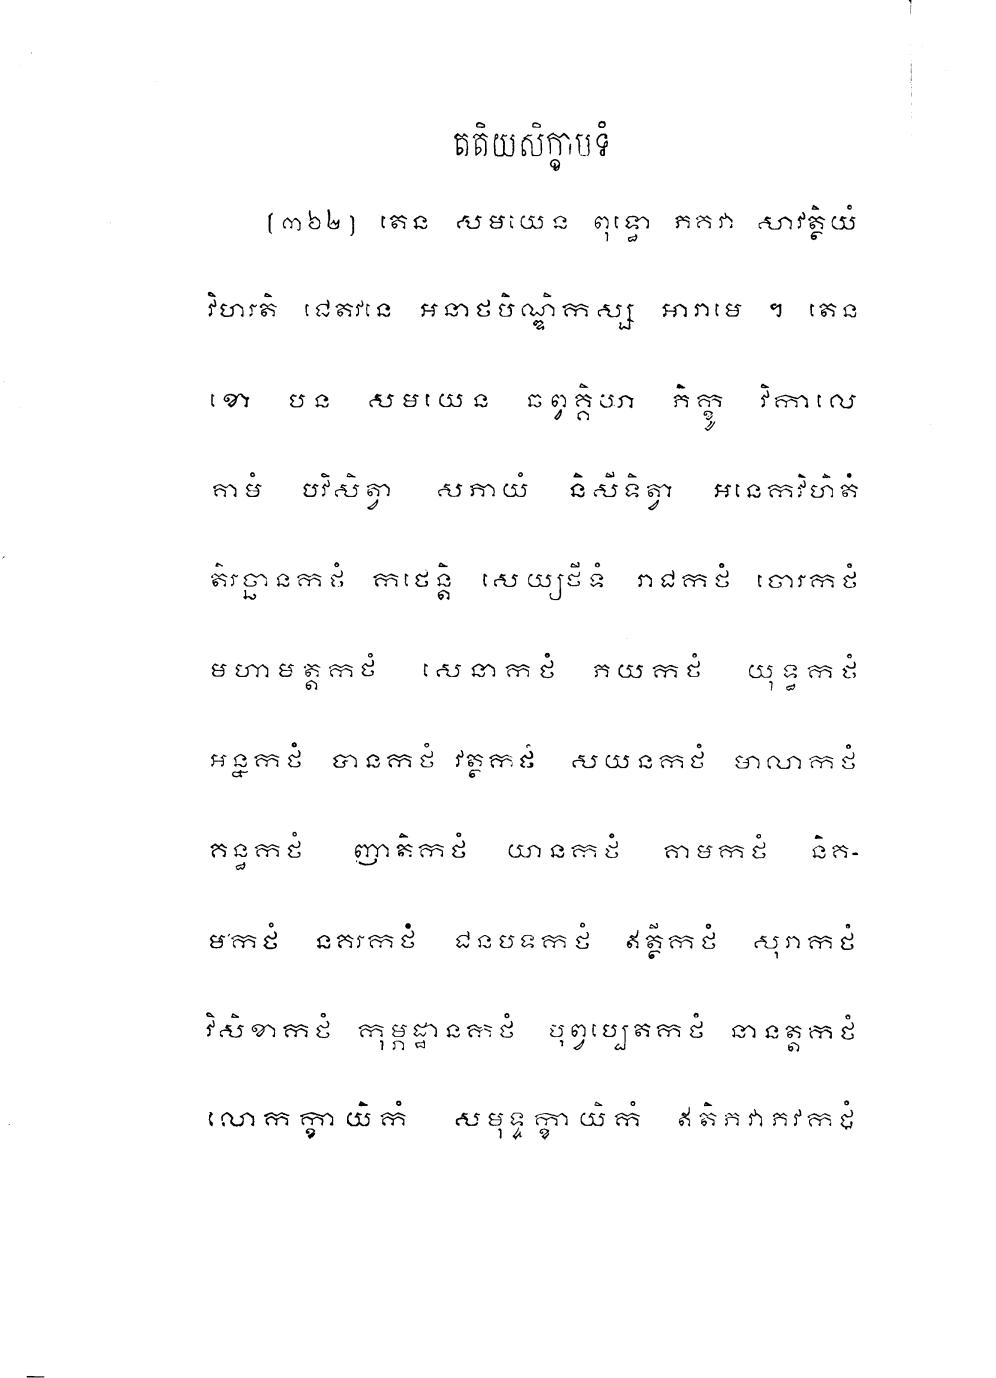 តតិយសិក្ខាបទំ
[៣៦២] តេន សមយេន ពុទ្ធោ ភគវា សាវត្ថិយំ
វិហរតិ ជេតវនេ អនាថបិណ្ឌិកស្ស អារាមេ ។ តេន
ខោ បន សមយេន ឆព្វគ្គិយា ភិក្ខូ វិកាលេ
គាមំ បវិសិត្វា សភាយំ និសីទិត្វា អនេកវិហិតំ
តិរច្ឆានកថំ កថេន្តិ សេយ្យថីទំ រាជកថំ ចោរកថំ
មហាមត្តកថំ សេនាកថំ ភយកថំ យុទ្ធកថំ
អន្នកថំ បានកថំ វត្ថកថំ សយនកថំ មាលាកថំ
គន្ធកថំ ញាតិកថំ យានកថំ គាមកថំ និគ-
មកថំ នគរកថំ ជនបទកថំ ឥត្ថីកថំ សុរាកថំ
វិសិខាកថំ កុម្ភដ្ឋានកថំ បុព្វប្បេតកថំ នានត្តកថំ
លោកក្ខាយិកំ សមុទ្ទក្ខាយិកំ ឥតិភវាភវកថំ